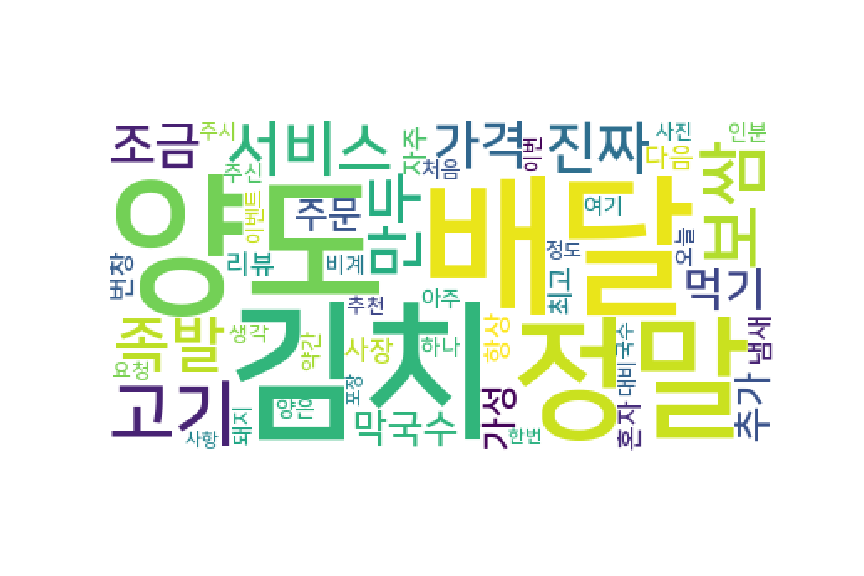 조금
주시
서비스
자주
가격
이번
진짜
사진
인분
주신
처음
다음
보쌈
양도
이벤트
주문
만두
배달
여기
오늘
번창
리뷰
비계
정도
최고
먹기
추천
아주
족발
생각
김치
약간
사장
하나
항상
정말
국수
냄새
요청
포장
대비
고기
양은
가성
추가
사항
돼지
막국수
한번
혼자